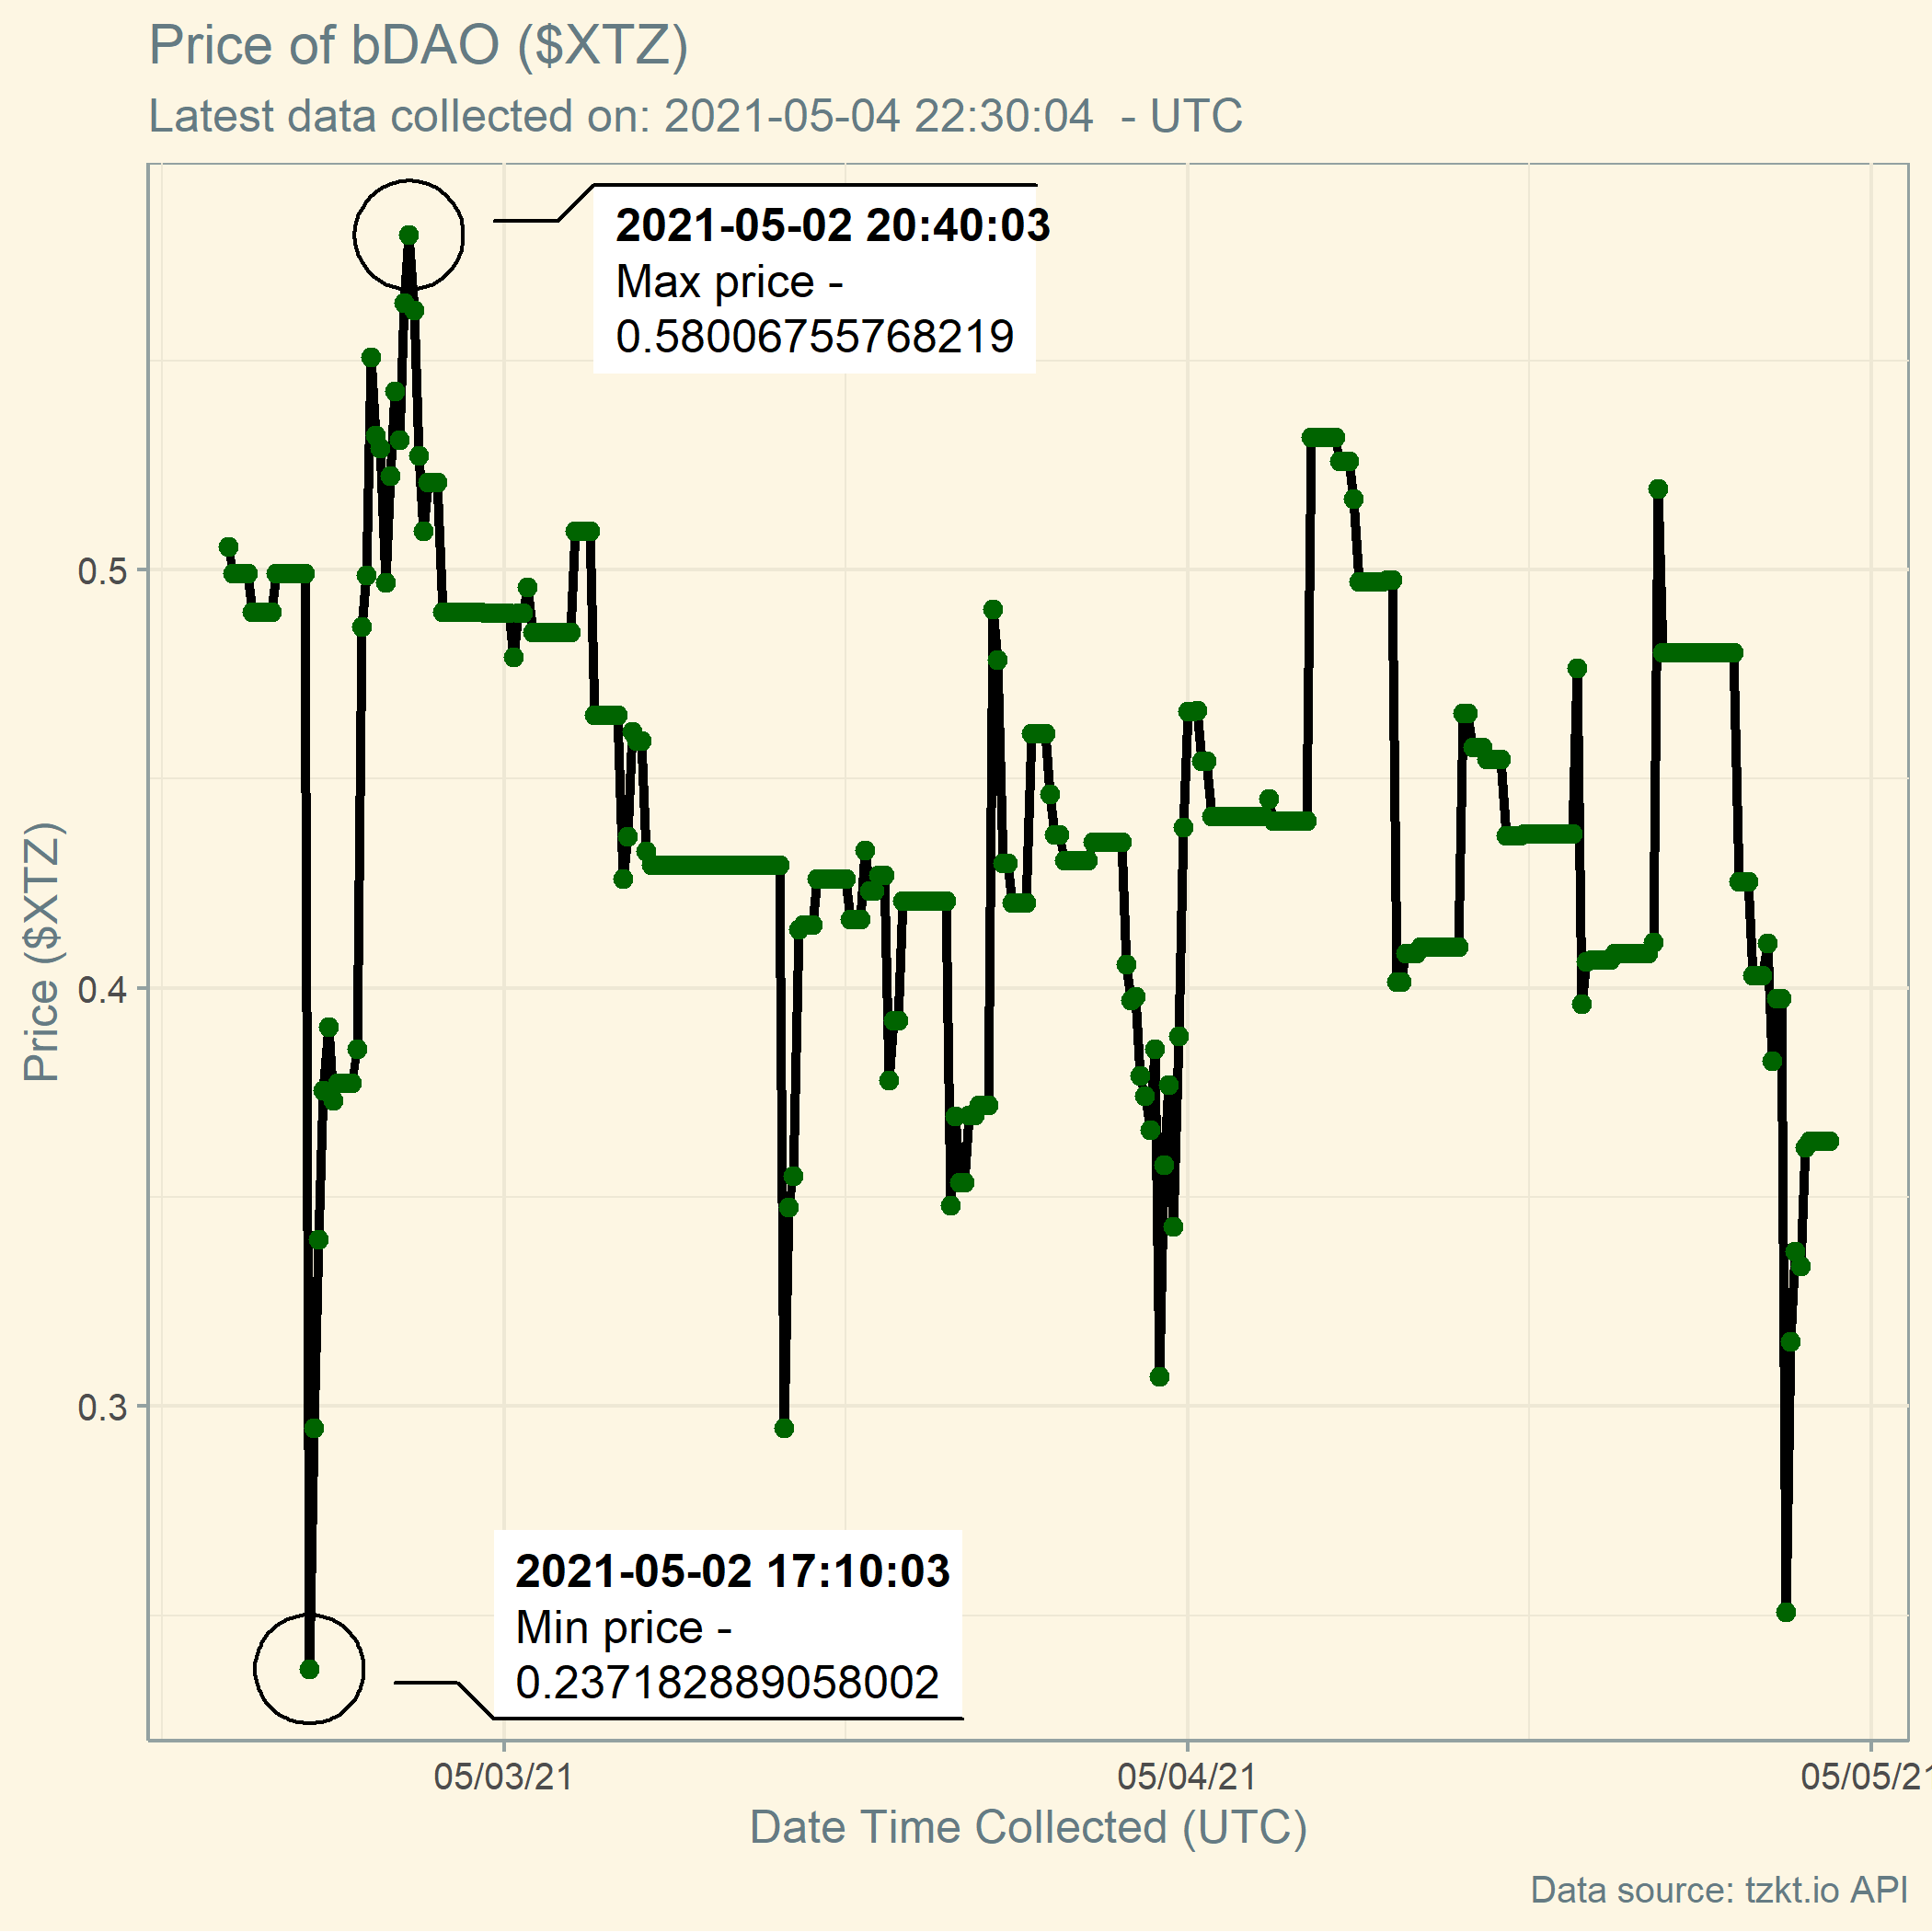 Price of bDAO ($XTZ)
Latest data collected on: 2021-05-04 22:30:04  - UTC
2021-05-02 20:40:03
Max price -
0.58006755768219
0.5
0.4
0.3
Price ($XTZ)
2021-05-02 17:10:03
Min price -
0.237182889058002
05/03/21
05/04/21
05/05/21
Date Time Collected (UTC)
Data source: tzkt.io API